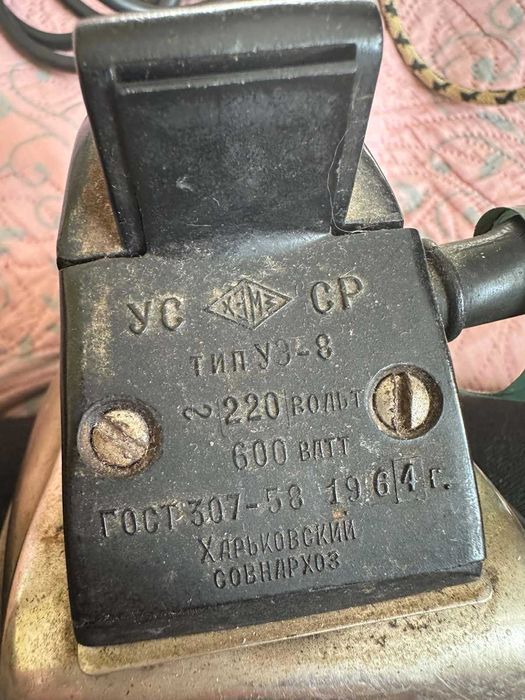 УС ХЭМЗ СР
ТИП УЭ-8
~ 220 ВОЛЬТ
600 ВАТТ
ГОСТ 307-58 1964 г.
ХАРЬКОВСКИЙ
СОВНАРХОЗ